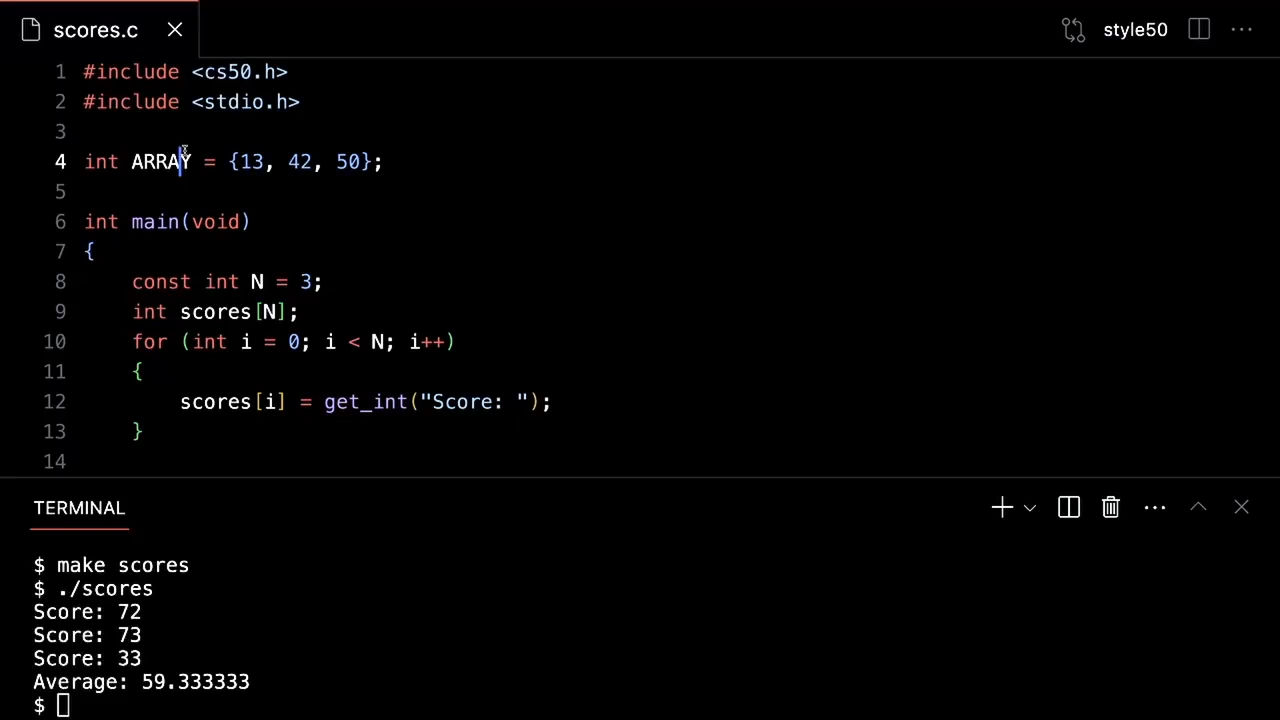 scores.c
style50
1 #include <cs50.h>
2 #include <stdio.h>
3
4 int ARRAY = {13, 42, 50};
5
6 int main(void)
7 {
8     const int N = 3;
9     int scores[N];
10     for (int i = 0; i < N; i++)
11     {
12         scores[i] = get_int("Score: ");
13     }
14
TERMINAL
$ make scores
$ ./scores
Score: 72
Score: 73
Score: 33
Average: 59.333333
$